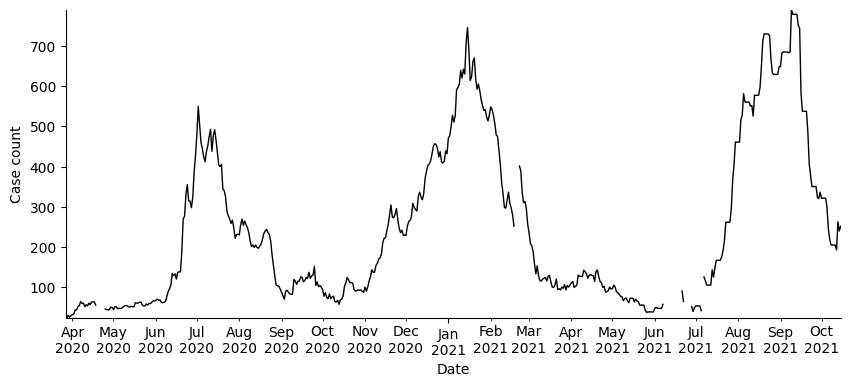 Case count
700
600
500
400
300
200
100
Apr May Jun Jul Aug Sep Oct Nov Dec Jan Feb Mar Apr May Jun Jul Aug Sep Oct
2020 2020 2020 2020 2020 2020 2020 2020 2020 2021 2021 2021 2021 2021 2021 2021 2021 2021 2021
Date